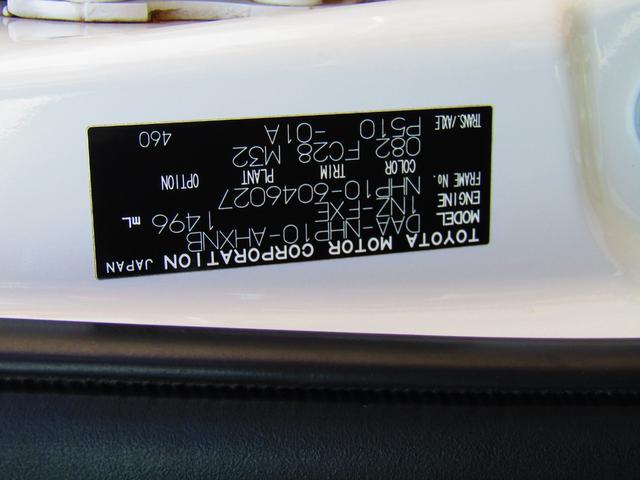 TOYOTA MOTOR CORPORATION JAPAN
MODEL DAA-NHP10-AHXNB
ENGINE 1NZ-FXE 1496 mL
FRAME No. NHP10-6046027
COLOR TRIM PLANT OPTION
082 FC28 M32
TRANS./AXLE P510 -01A 460